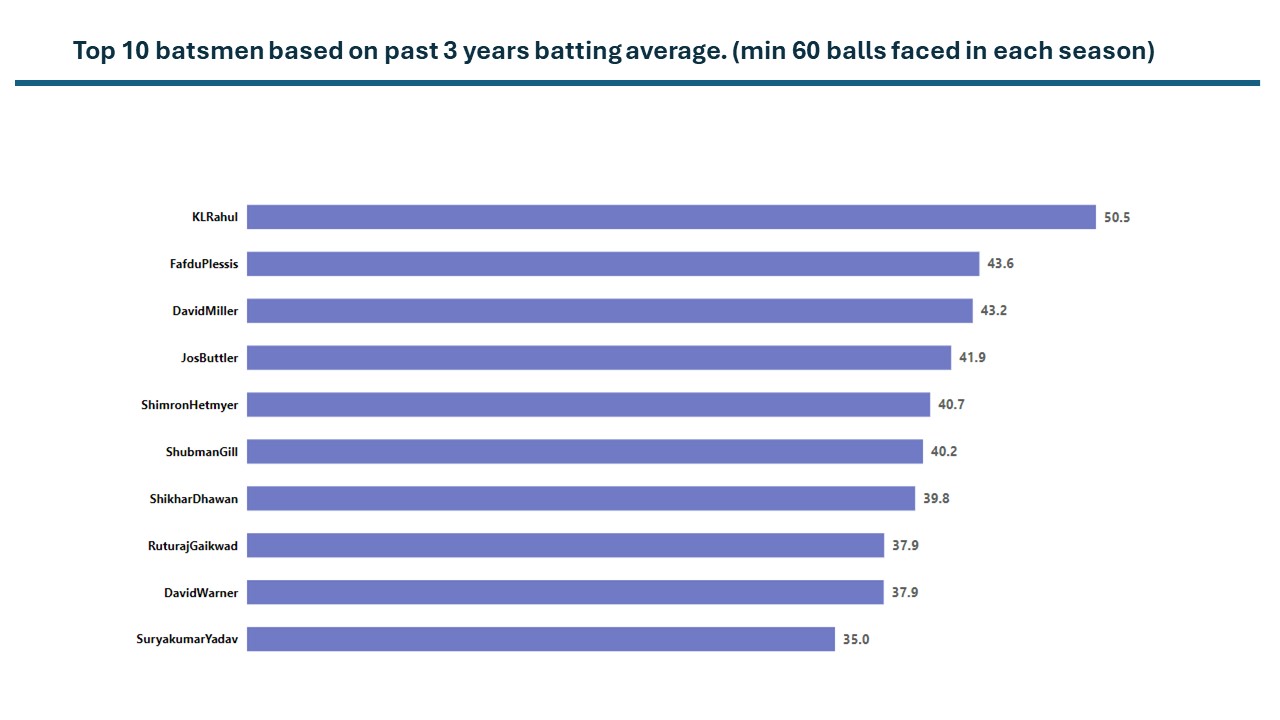 Top 10 batsmen based on past 3 years batting average. (min 60 balls faced in each season)
KLRahul 50.5
FafduPlessis 43.6
DavidMiller 43.2
JosButtler 41.9
ShimronHetmyer 40.7
ShubmanGill 40.2
ShikharDhawan 39.8
RuturajGaikwad 37.9
DavidWarner 37.9
SuryakumarYadav 35.0